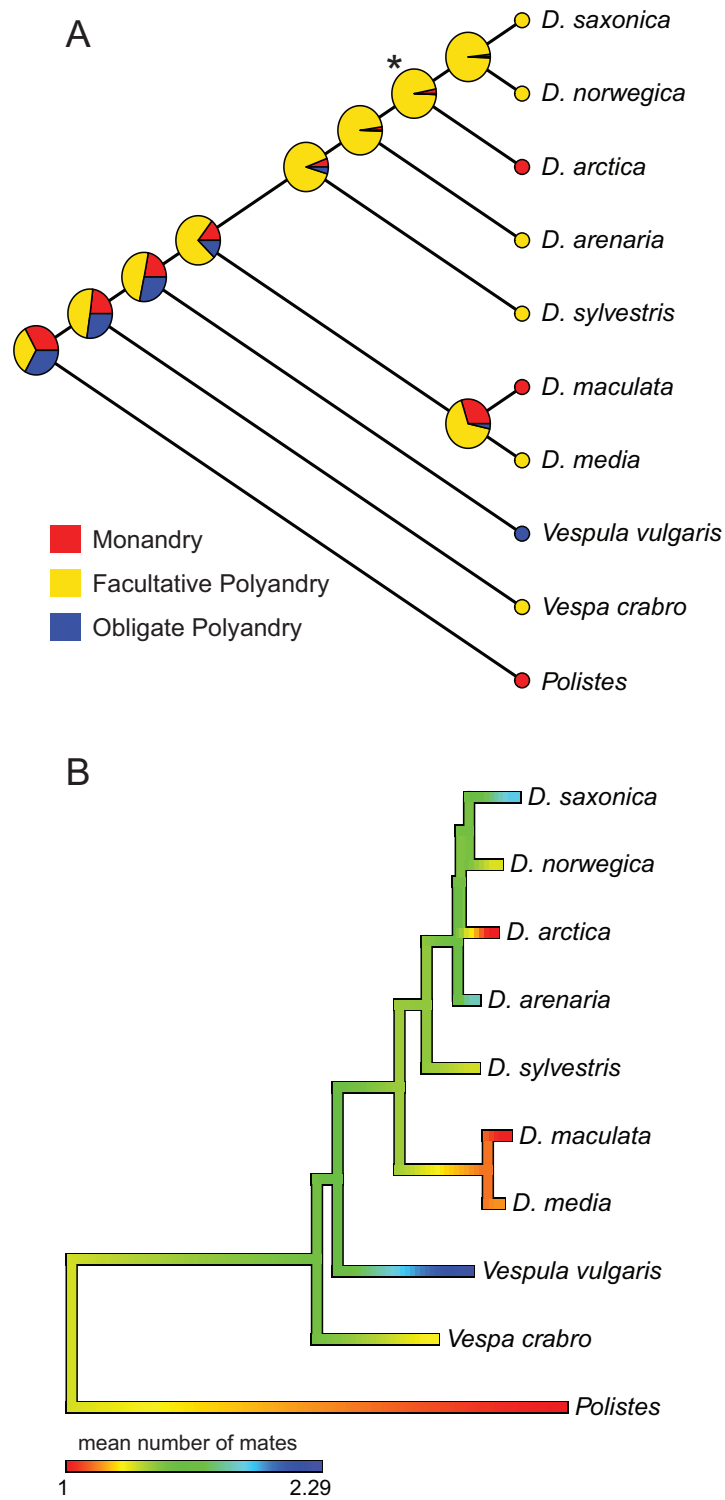 A
*
D. saxonica
D. norwegica
D. arctica
D. arenaria
D. sylvestris
D. maculata
D. media
Vespula vulgaris
Vespa crabro
Polistes
Monandry
Facultative Polyandry
Obligate Polyandry
B
D. saxonica
D. norwegica
D. arctica
D. arenaria
D. sylvestris
D. maculata
D. media
Vespula vulgaris
Vespa crabro
Polistes
mean number of mates
1 2.29